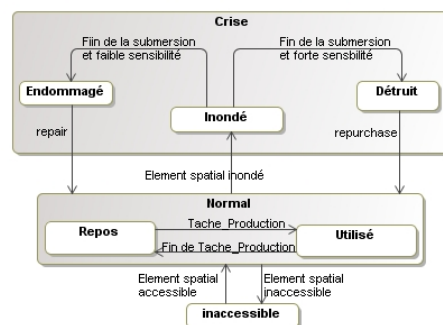 Crise
Fiin de la submersion
et faible sensibilité
Fin de la submersion
et forte sensbilité
Endommagé
Inondé
Détruit
repair
repurchase
Element spatial inondé
Normal
Repos
Tache_Production
Utilisé
Fin de Tache_Production
Element spatial
accessible
Element spatial
inaccessible
inaccessible